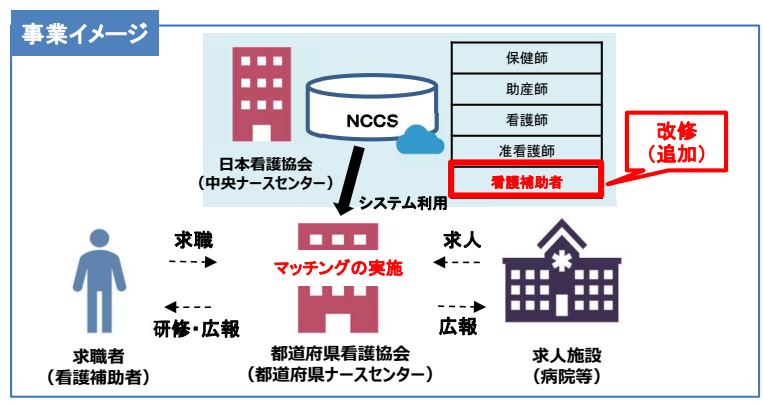 事業イメージ
NCCS
日本看護協会
（中央ナースセンター）
保健師
助産師
看護師
准看護師
看護補助者
改修
（追加）
システム利用
求職
マッチングの実施
求人
研修・広報
広報
求職者
（看護補助者）
都道府県看護協会
（都道府県ナースセンター）
求人施設
（病院等）